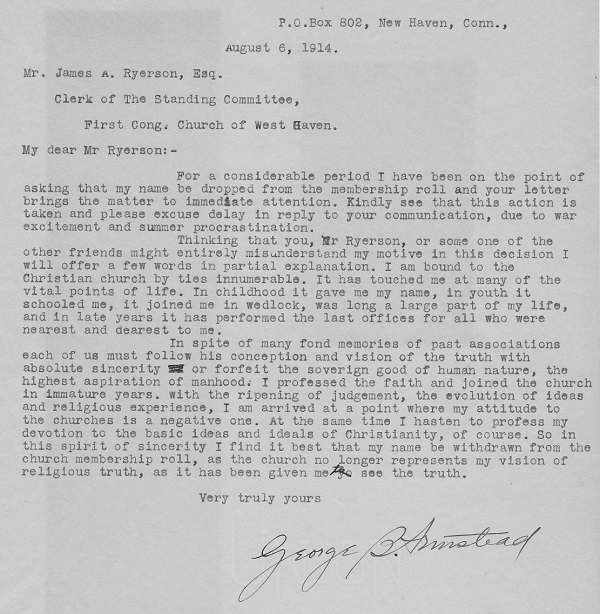 P.O.Box 802, New Haven, Conn.,
August 6, 1914.
Mr. James A. Ryerson, Esq.
Clerk of The Standing Committee,
First Cong. Church of West Haven.
My dear Mr Ryerson:-
For a considerable period I have been on the point of
asking that my name be dropped from the membership roll and your letter
brings the matter to immediate attention. Kindly see that this action is
taken and please excuse delay in reply to your communication, due to war
excitement and summer procrastination.
Thinking that you, Mr Ryerson, or some one of the
other friends might entirely misunderstand my motive in this decision I
will offer a few words in partial explanation. I am bound to the
Christian church by ties innumerable. It has touched me at many of the
vital points of life. In childhood it gave me my name, in youth it
schooled me, it joined me in wedlock, was long a large part of my life,
and in late years it has performed the last offices for all who were
nearest and dearest to me.
In spite of many fond memories of past associations
each of us must follow his conception and vision of the truth with
absolute sincerity or forfeit the soverign good of human nature, the
highest aspiration of manhood. I professed the faith and joined the church
in immature years. with the ripening of judgement, the evolution of ideas
and religious experience, I am arrived at a point where my attitude to
the churches is a negative one. At the same time I hasten to profess my
devotion to the basic ideas and ideals of Christianity, of course. So in
this spirit of sincerity I find it best that my name be withdrawn from the
church membership roll, as the church no longer represents my vision of
religious truth, as it has been given me to see the truth.
Very truly yours
George B. Armstead